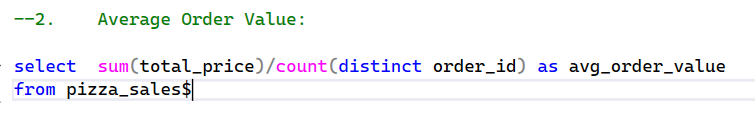 --2.    Average Order Value:
select  sum(total_price)/count(distinct order_id) as avg_order_value
from pizza_sales$